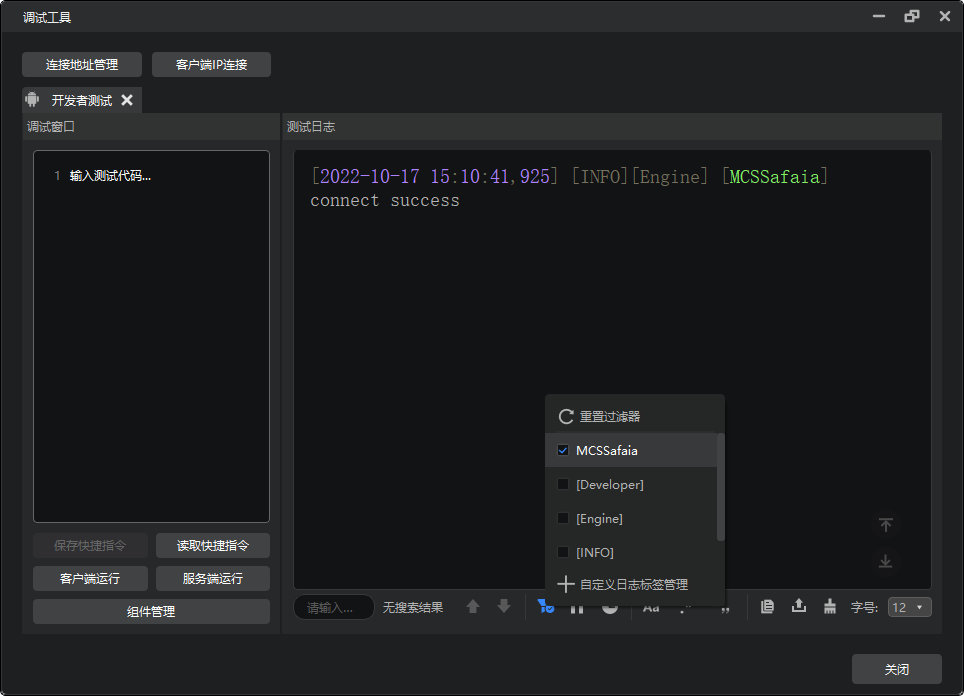 调试工具
连接地址管理
客户端IP连接
开发者测试
调试窗口
测试日志
1 输入测试代码...
[2022-10-17 15:10:41,925] [INFO][Engine] [MCSSafaia]
connect success
重置过滤器
MCSSafaia
[Developer]
[Engine]
[INFO]
自定义日志标签管理
保存快捷指令
读取快捷指令
客户端运行
服务端运行
组件管理
请输入...
无搜索结果
Aa
字号:
12
关闭